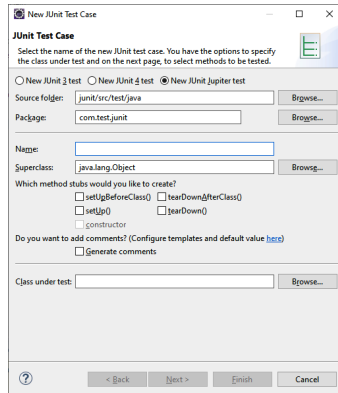 New JUnit Test Case
JUnit Test Case
Select the name of the new JUnit test case. You have the options to specify
the class under test and on the next page, to select methods to be tested.
New JUnit 3 test New JUnit 4 test New JUnit Jupiter test
Source folder: junit/src/test/java Browse...
Package: com.test.junit Browse...
Name:
Superclass: java.lang.Object Browse...
Which method stubs would you like to create?
setUpBeforeClass() tearDownAfterClass()
setUp() tearDown()
constructor
Do you want to add comments? (Configure templates and default value here)
Generate comments
Class under test: Browse...
? < Back Next > Finish Cancel